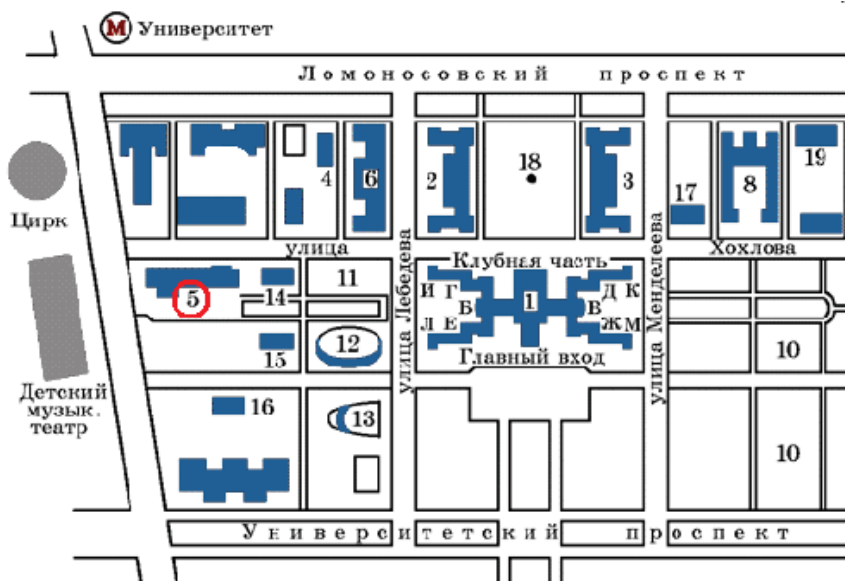 М Университет
Ломоносовский проспект
4
6
2
18
3
17
8
19
Цирк
улица
Хохлова
улица Лебедева
улица Менделеева
Клубная часть
11
5
14
И Г
Б
Л Е
1
Д К
В
Ж М
Главный вход
12
15
10
Детский
музык.
театр
16
13
10
Университетский проспект